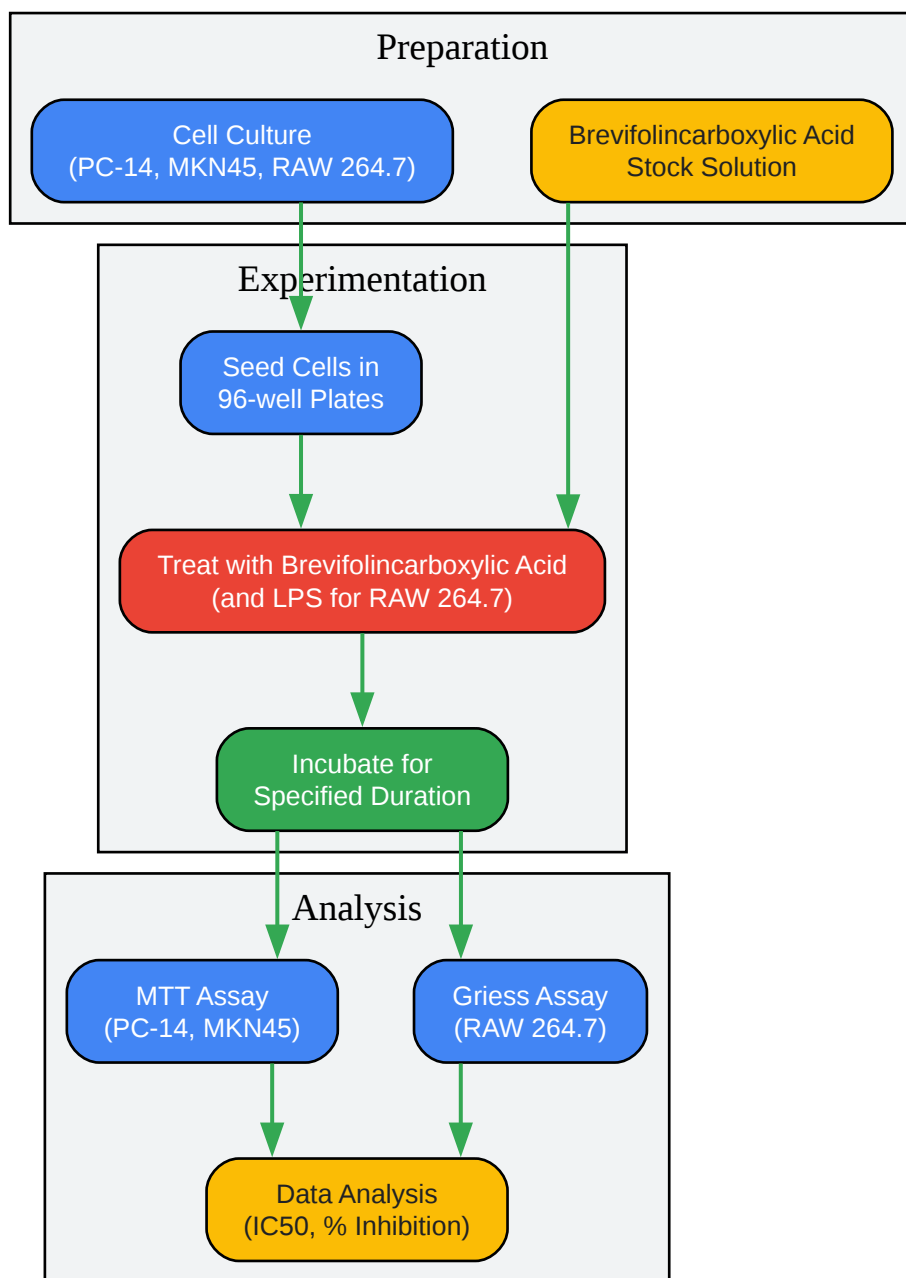 Preparation
Cell Culture
(PC-14, MKN45, RAW 264.7)
Brevifolincarboxylic Acid
Stock Solution
Experimentation
Seed Cells in
96-well Plates
Treat with Brevifolincarboxylic Acid
(and LPS for RAW 264.7)
Incubate for
Specified Duration
Analysis
MTT Assay
(PC-14, MKN45)
Griess Assay
(RAW 264.7)
Data Analysis
(IC50, % Inhibition)